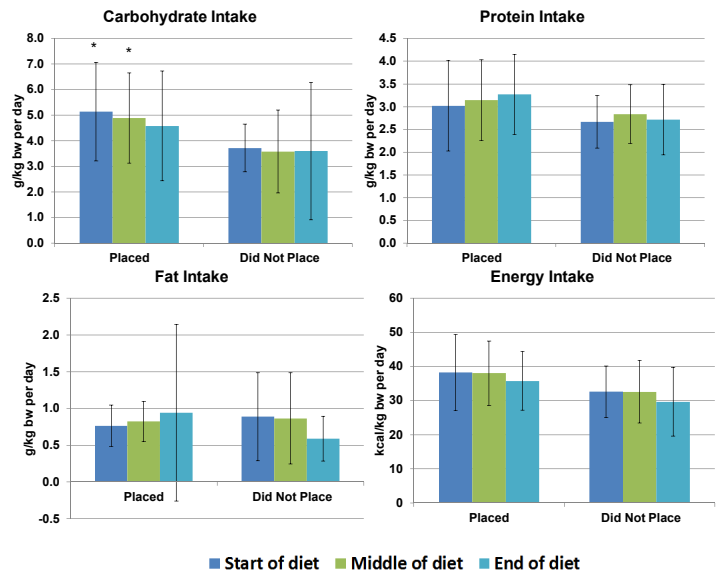 Carbohydrate Intake
8.0
7.0
6.0
5.0
4.0
3.0
2.0
1.0
0.0
g/kg bw per day
* *
Placed Did Not Place
Protein Intake
4.5
4.0
3.5
3.0
2.5
2.0
1.5
1.0
0.5
0.0
g/kg bw per day
Placed Did Not Place
Fat Intake
2.5
2.0
1.5
1.0
0.5
0.0
-0.5
g/kg bw per day
Placed Did Not Place
Energy Intake
60
50
40
30
20
10
0
kcal/kg bw per day
Placed Did Not Place
Start of diet Middle of diet End of diet